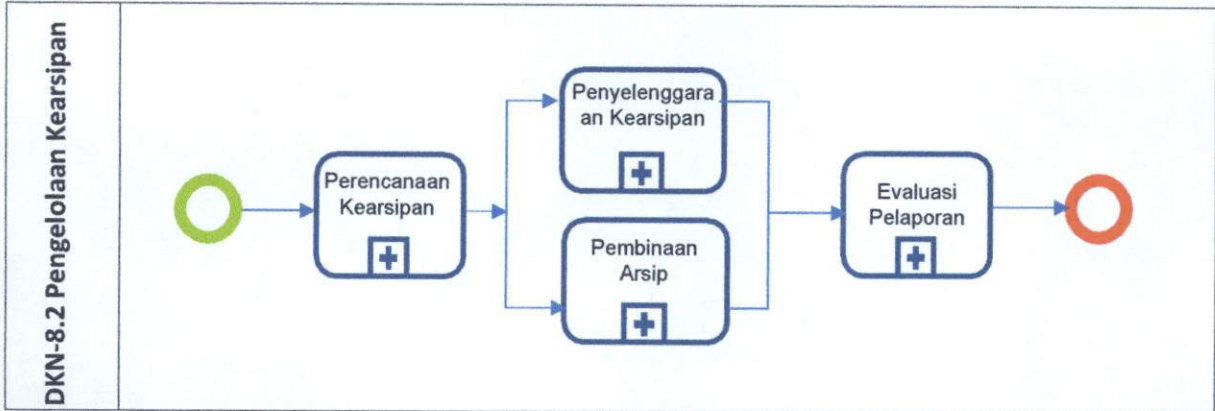 DKN-8.2 Pengelolaan Kearsipan
Perencanaan
Kearsipan
Penyelenggara
an Kearsipan
Pembinaan
Arsip
Evaluasi
Pelaporan